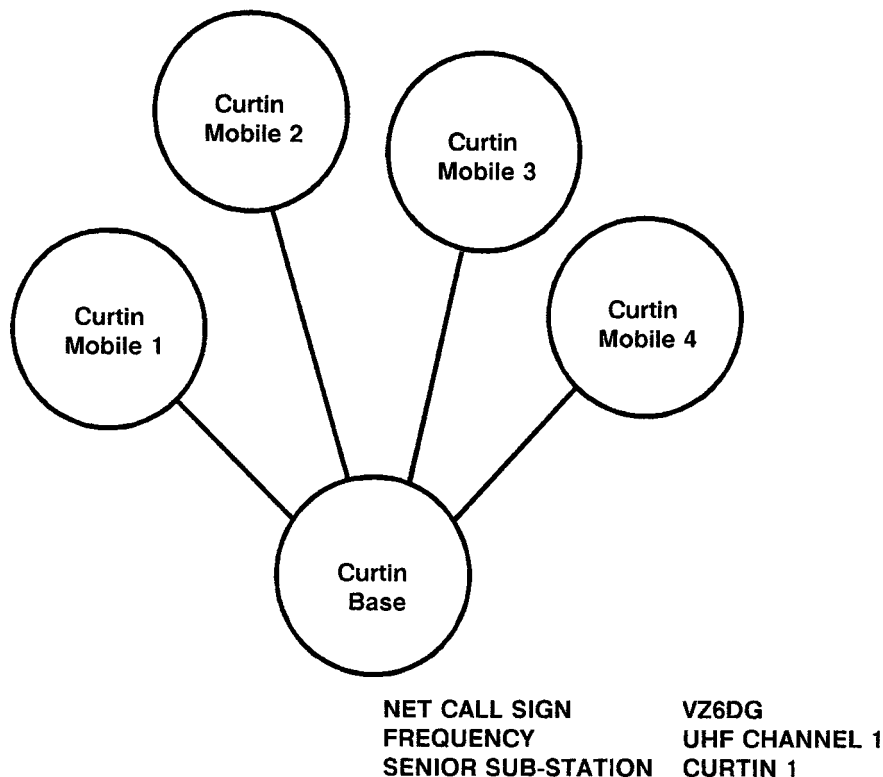 Curtin
Mobile 2
Curtin
Mobile 3
Curtin
Mobile 1
Curtin
Mobile 4
Curtin
Base
NET CALL SIGN VZ6DG
FREQUENCY UHF CHANNEL 1
SENIOR SUB-STATION CURTIN 1